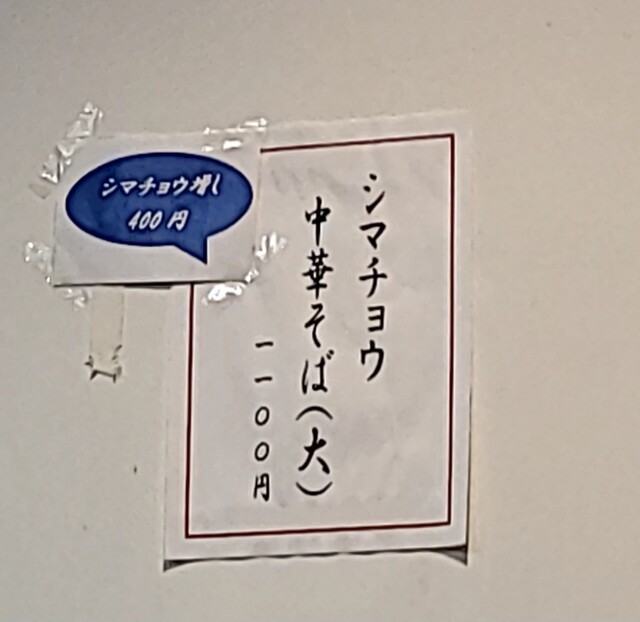 シマチョウ増し
400円
シマチョウ
中華そば(大)
一一〇〇円